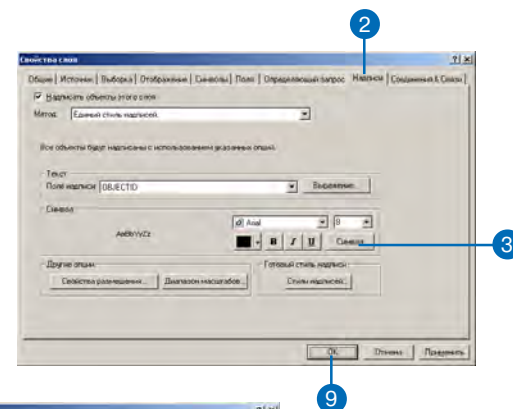 2
Свойства слоя
Общие Источник Выборка Отображение Символы Поля Определяющий запрос Надписи Соединения & Связи
Надписать объекты этого слоя
Метод: Единый стиль надписей.
Все объекты будут надписаны с использованием указанных опций.
Текст
Поле надписи: OBJECTID Выражение...
Символ
AaBbYyZz Arial 8
B I U Символ...
3
Другие опции Готовый стиль надписи
Свойства размещения... Диапазон масштабов... Стили надписей...
OK Отмена Применить
9